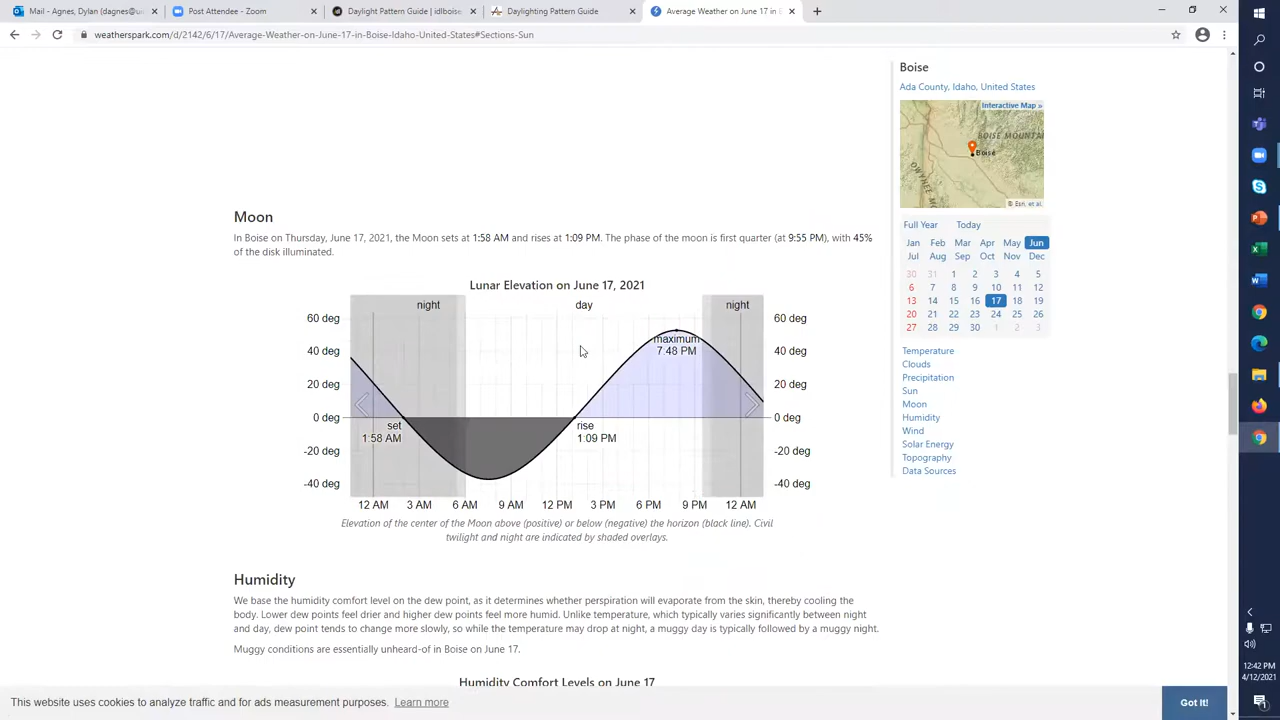 Mail - Agnes, Dylan (dagnes@u
Post Attendee - Zoom
Daylight Pattern Guide | idlboise.
Daylighting Pattern Guide
Average Weather on June 17 in B
weatherspark.com/d/2142/6/17/Average-Weather-on-June-17-in-Boise-Idaho-United-States#Sections-Sun
Boise
Ada County, Idaho, United States
Interactive Map »
BOISE MOUNTA
Boise
OWYHEE M
© Esri, et al.
Full Year Today
Jan Feb Mar Apr May Jun
Jul Aug Sep Oct Nov Dec
30 31 1 2 3 4 5
6 7 8 9 10 11 12
13 14 15 16 17 18 19
20 21 22 23 24 25 26
27 28 29 30 1 2 3
Temperature
Clouds
Precipitation
Sun
Moon
Humidity
Wind
Solar Energy
Topography
Data Sources
Moon
In Boise on Thursday, June 17, 2021, the Moon sets at 1:58 AM and rises at 1:09 PM. The phase of the moon is first quarter (at 9:55 PM), with 45%
of the disk illuminated.
Lunar Elevation on June 17, 2021
night day night
60 deg 60 deg
maximum
7:48 PM
40 deg 40 deg
20 deg 20 deg
0 deg 0 deg
set rise
1:58 AM 1:09 PM
-20 deg -20 deg
-40 deg -40 deg
12 AM 3 AM 6 AM 9 AM 12 PM 3 PM 6 PM 9 PM 12 AM
Elevation of the center of the Moon above (positive) or below (negative) the horizon (black line). Civil
twilight and night are indicated by shaded overlays.
Humidity
We base the humidity comfort level on the dew point, as it determines whether perspiration will evaporate from the skin, thereby cooling the
body. Lower dew points feel drier and higher dew points feel more humid. Unlike temperature, which typically varies significantly between night
and day, dew point tends to change more slowly, so while the temperature may drop at night, a muggy day is typically followed by a muggy night.
Muggy conditions are essentially unheard-of in Boise on June 17.
Humidity Comfort Levels on June 17
This website uses cookies to analyze traffic and for ads measurement purposes. Learn more
Got It!
12:42 PM
4/12/2021